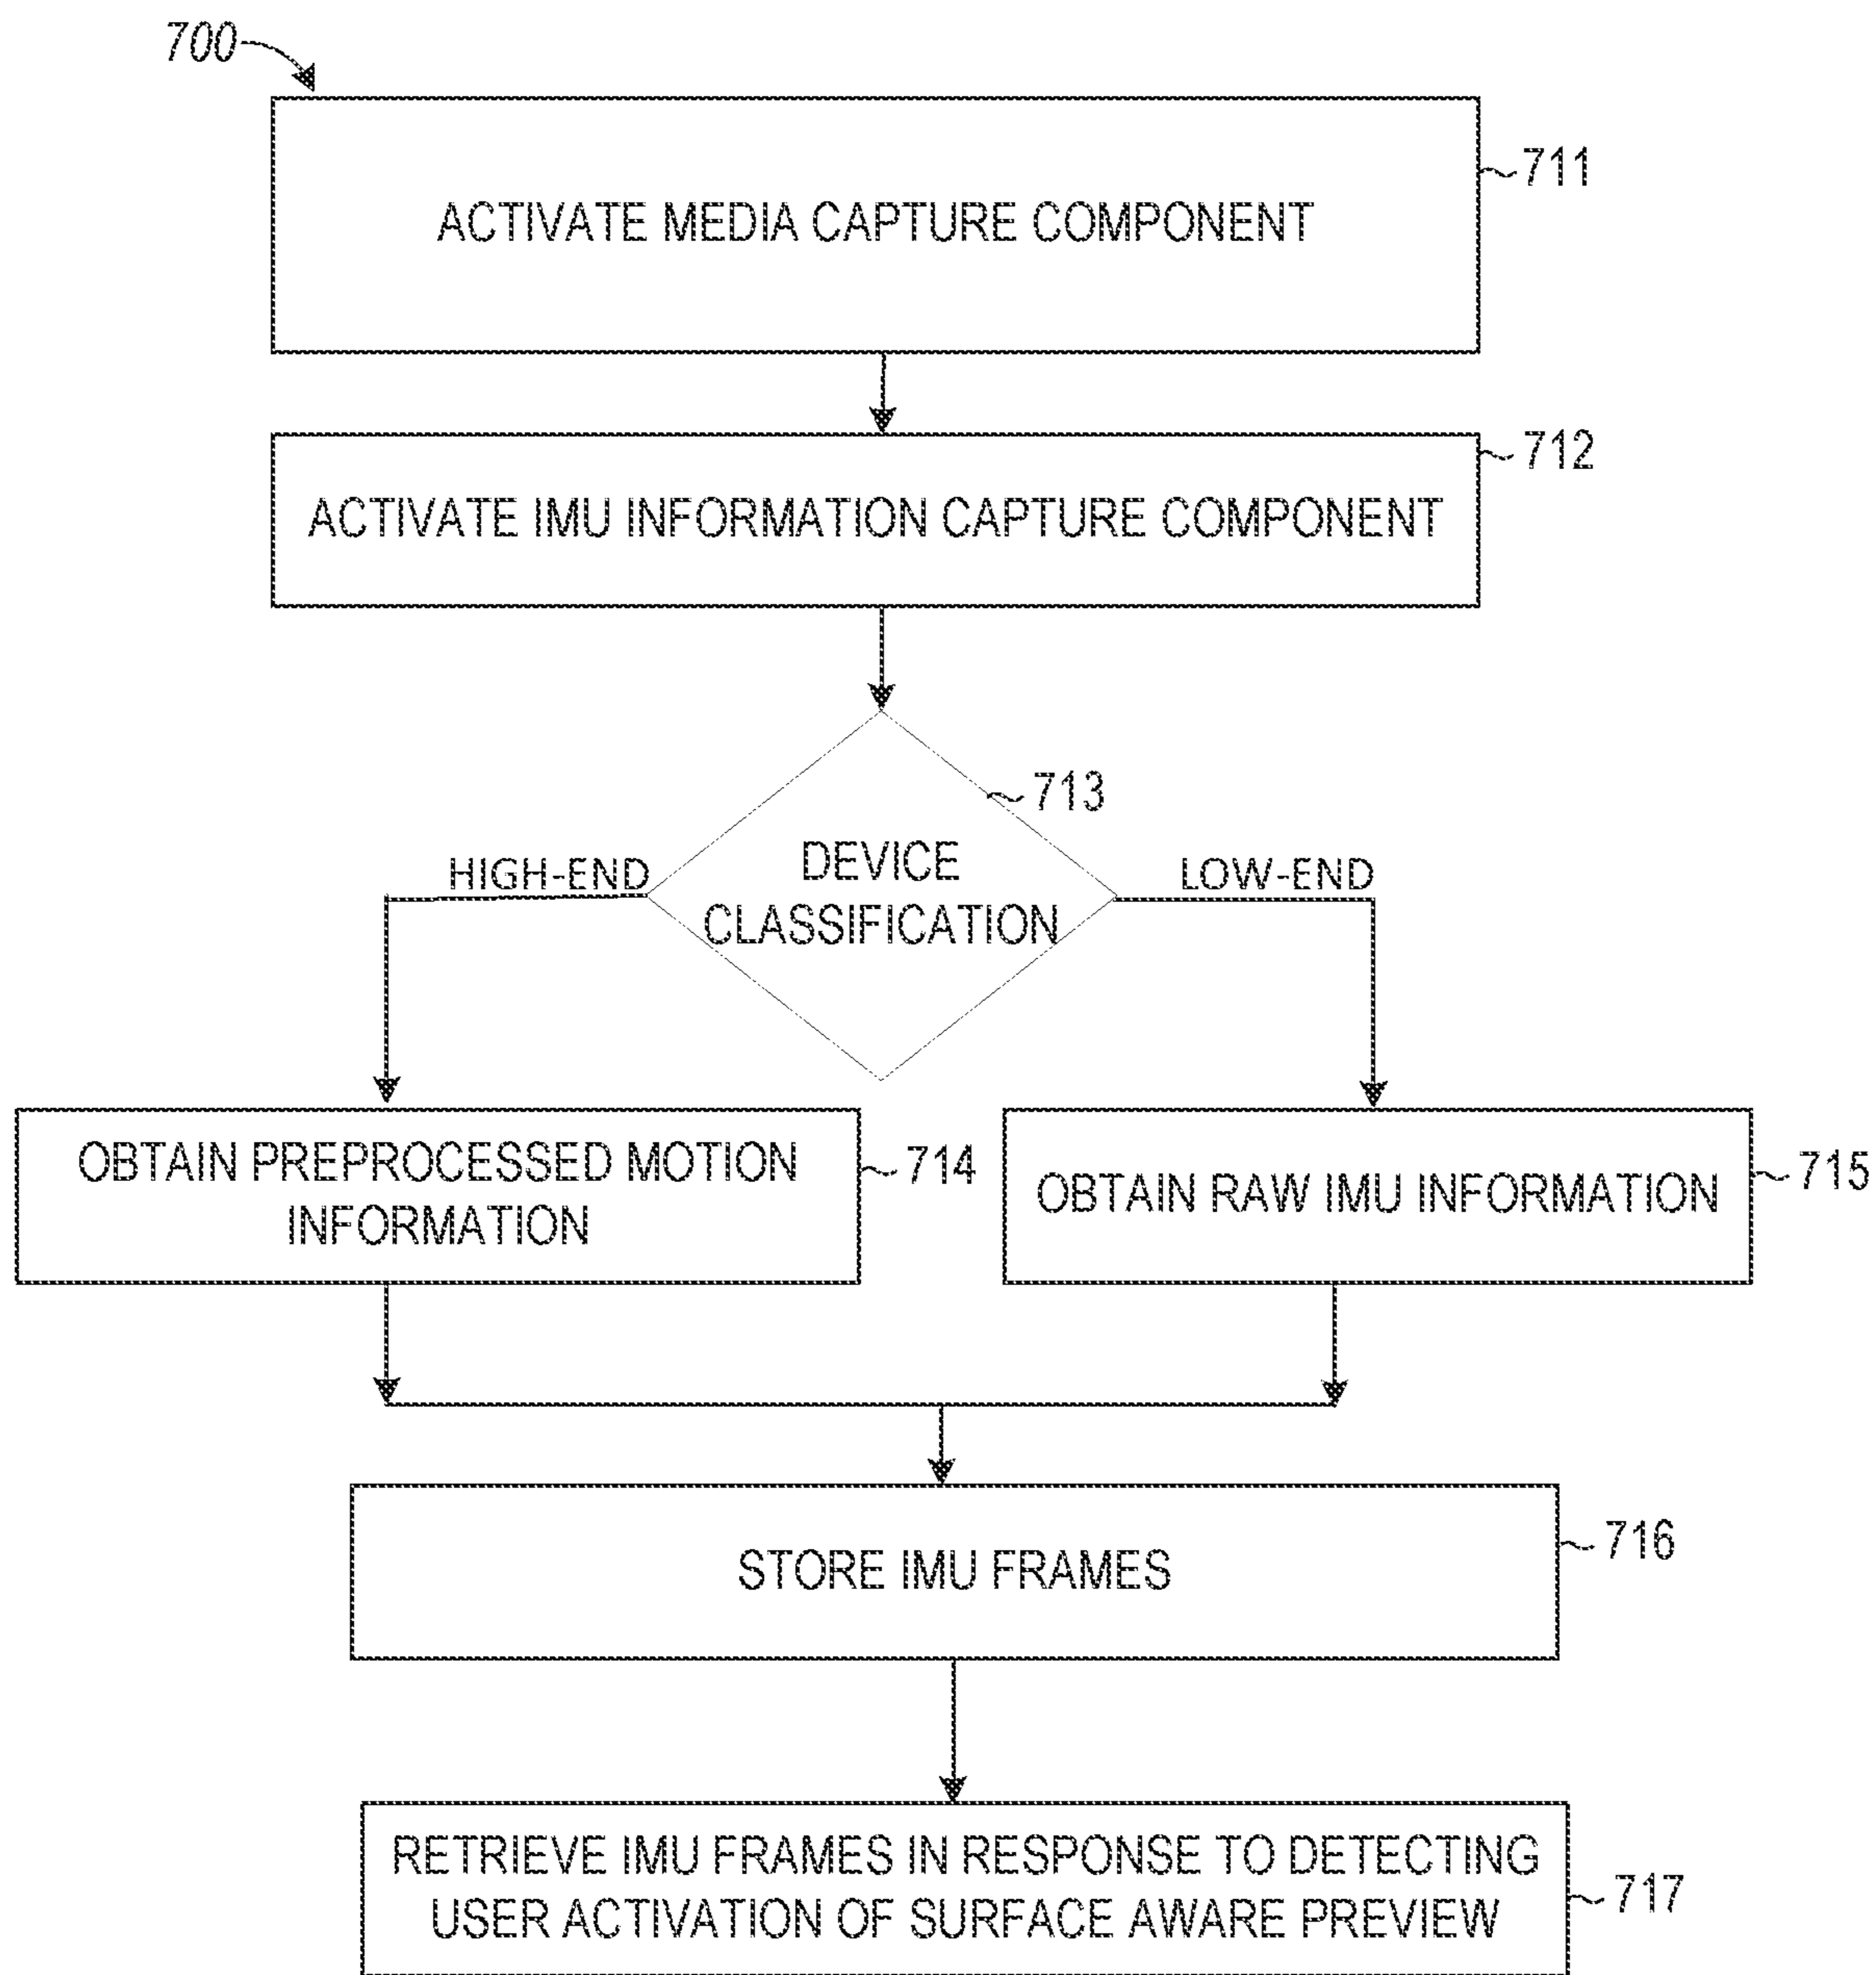 700
ACTIVATE MEDIA CAPTURE COMPONENT
711
ACTIVATE IMU INFORMATION CAPTURE COMPONENT
712
713
DEVICE
CLASSIFICATION
HIGH-END
LOW-END
OBTAIN PREPROCESSED MOTION
INFORMATION
714
OBTAIN RAW IMU INFORMATION
715
STORE IMU FRAMES
716
RETRIEVE IMU FRAMES IN RESPONSE TO DETECTING
USER ACTIVATION OF SURFACE AWARE PREVIEW
717